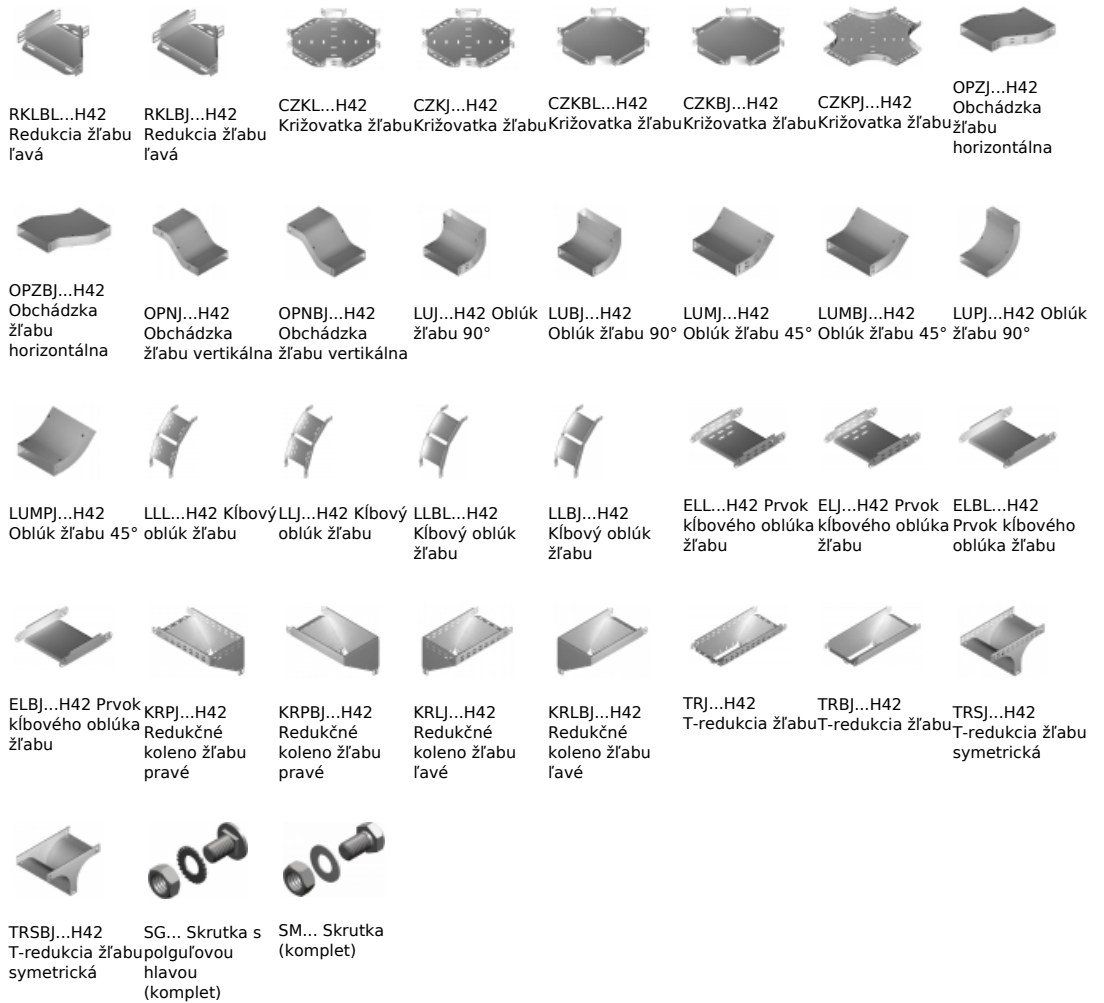 RKLBL...H42
Redukcia žľabu
ľavá
RKLBJ...H42
Redukcia žľabu
ľavá
CZKL...H42
Križovatka žľabu
CZKJ...H42
Križovatka žľabu
CZKBL...H42
Križovatka žľabu
CZKBJ...H42
Križovatka žľabu
CZKPJ...H42
Križovatka žľabu
OPZJ...H42
Obchádzka
žľabu
horizontálna
OPZBJ...H42
Obchádzka
žľabu
horizontálna
OPNJ...H42
Obchádzka
žľabu vertikálna
OPNBJ...H42
Obchádzka
žľabu vertikálna
LUJ...H42 Oblúk
žľabu 90°
LUBJ...H42
Oblúk žľabu 90°
LUMJ...H42
Oblúk žľabu 45°
LUMBJ...H42
Oblúk žľabu 45°
LUPJ...H42 Oblúk
žľabu 90°
LUMPJ...H42
Oblúk žľabu 45°
LLL...H42 Kĺbový
oblúk žľabu
LLJ...H42 Kĺbový
oblúk žľabu
LLBL...H42
Kĺbový oblúk
žľabu
LLBJ...H42
Kĺbový oblúk
žľabu
ELL...H42 Prvok
kĺbového oblúka
žľabu
ELJ...H42 Prvok
kĺbového oblúka
žľabu
ELBL...H42
Prvok kĺbového
oblúka žľabu
ELBJ...H42 Prvok
kĺbového oblúka
žľabu
KRPJ...H42
Redukčné
koleno žľabu
pravé
KRPBJ...H42
Redukčné
koleno žľabu
pravé
KRLJ...H42
Redukčné
koleno žľabu
ľavé
KRLBJ...H42
Redukčné
koleno žľabu
ľavé
TRJ...H42
T-redukcia žľabu
TRBJ...H42
T-redukcia žľabu
TRSJ...H42
T-redukcia žľabu
symetrická
TRSBJ...H42
T-redukcia žľabu
symetrická
SG... Skrutka s
polguľovou
hlavou
(komplet)
SM... Skrutka
(komplet)